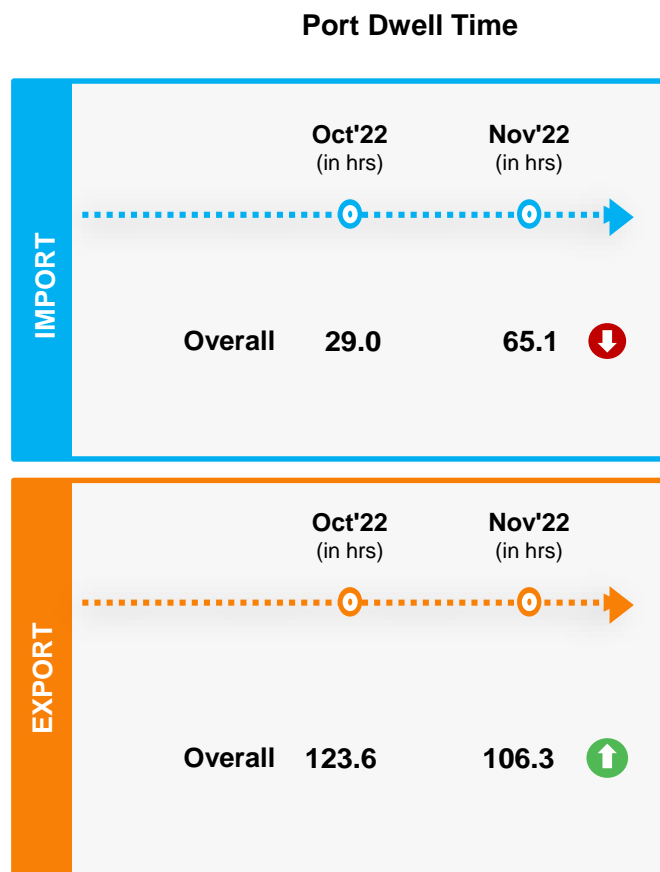 Port Dwell Time
IMPORT
Oct'22 Nov'22
(in hrs) (in hrs)
Overall 29.0 65.1
EXPORT
Oct'22 Nov'22
(in hrs) (in hrs)
Overall 123.6 106.3